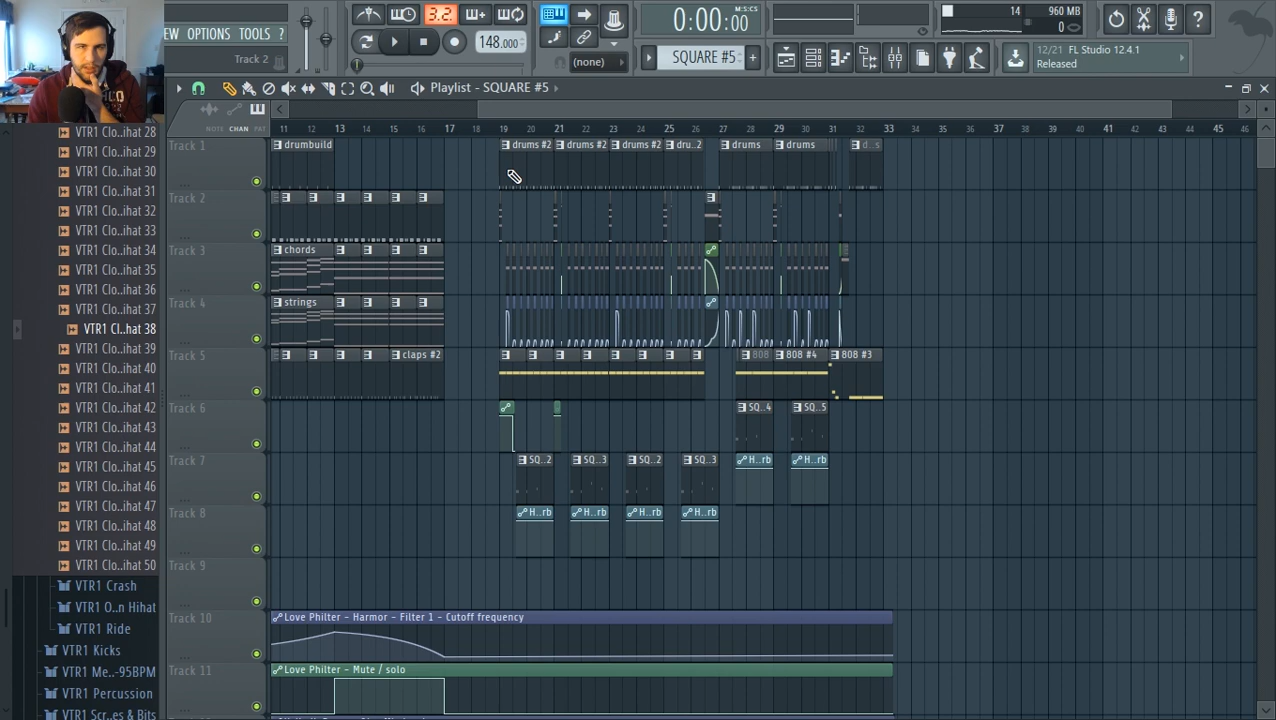 EW OPTIONS TOOLS ?
Track 2
3.2
148.000
(none)
0:00:00
M:S:CS
SQUARE #5
14
960 MB
0
12/21 FL Studio 12.4.1
Released
Playlist - SQUARE #5
NOTE CHAN PAT
11 12 13 15 17 19 20 21 22 23 25 26 27 28 29 30 31 33 35 37 38 39 40 41 42 43 44 45 46
Track 1
drumbuild
drums #2
drums #2
drums #2
dru..2
drums
drums
d..s
Track 2
Track 3
chords
Track 4
strings
Track 5
claps #2
808
808 #4
808 #3
Track 6
SQ..4
SQ..5
Track 7
SQ..2
SQ..3
SQ..2
SQ..3
H..rb
H..rb
Track 8
H..rb
H..rb
H..rb
H..rb
Track 9
Track 10
Love Philter - Harmor - Filter 1 - Cutoff frequency
Track 11
Love Philter - Mute / solo
VTR1 Clo..ihat 28
VTR1 Clo..ihat 29
VTR1 Clo..ihat 30
VTR1 Clo..ihat 31
VTR1 Clo..ihat 32
VTR1 Clo..ihat 33
VTR1 Clo..ihat 34
VTR1 Clo..ihat 35
VTR1 Clo..ihat 36
VTR1 Clo..ihat 37
VTR1 Cl..hat 38
VTR1 Clo..ihat 39
VTR1 Clo..ihat 40
VTR1 Clo..ihat 41
VTR1 Clo..ihat 42
VTR1 Clo..ihat 43
VTR1 Clo..ihat 44
VTR1 Clo..ihat 45
VTR1 Clo..ihat 46
VTR1 Clo..ihat 47
VTR1 Clo..ihat 48
VTR1 Clo..ihat 49
VTR1 Clo..ihat 50
VTR1 Crash
VTR1 O..n Hihat
VTR1 Ride
VTR1 Kicks
VTR1 Me..-95BPM
VTR1 Percussion
VTR1 Scr..es & Bits